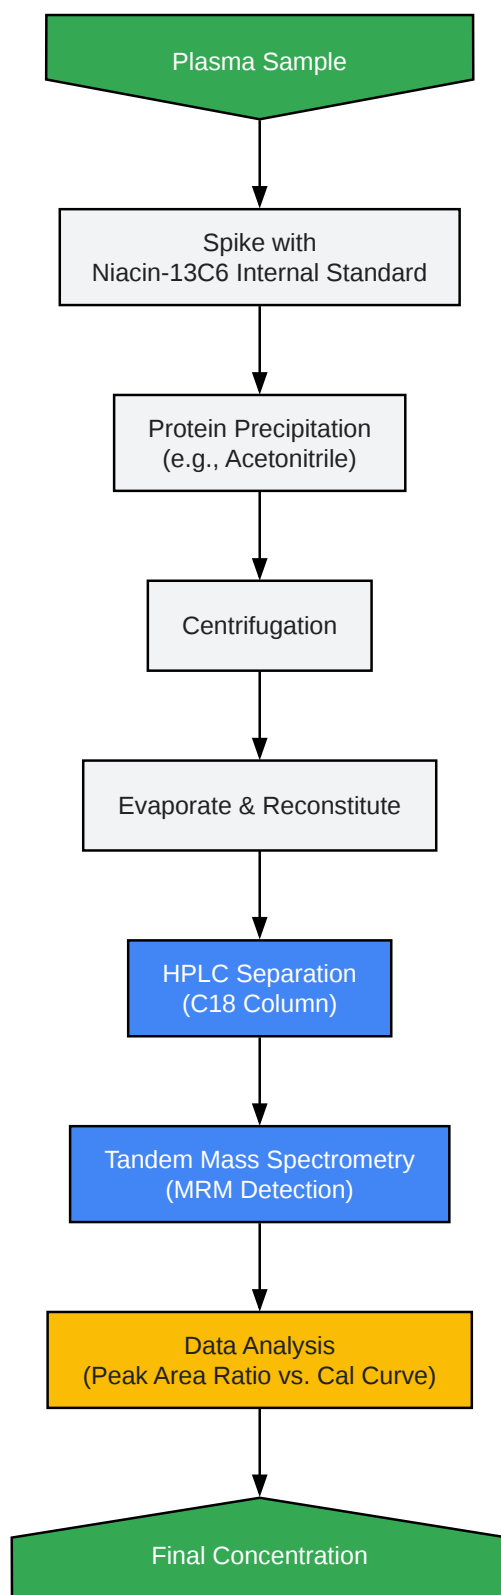 Plasma Sample
Spike with
Niacin-13C6 Internal Standard
Protein Precipitation
(e.g., Acetonitrile)
Centrifugation
Evaporate & Reconstitute
HPLC Separation
(C18 Column)
Tandem Mass Spectrometry
(MRM Detection)
Data Analysis
(Peak Area Ratio vs. Cal Curve)
Final Concentration